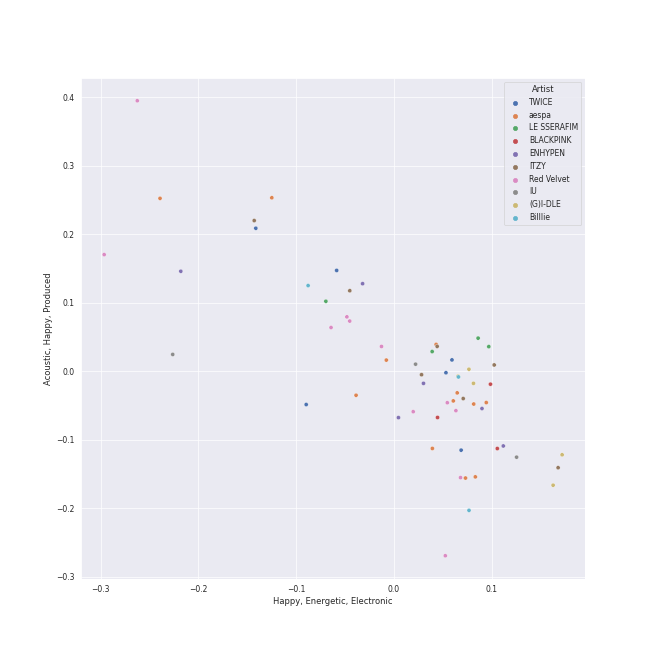 Artist
TWICE
aespa
LE SSERAFIM
BLACKPINK
ENHYPEN
ITZY
Red Velvet
IU
(G)I-DLE
Billlie
0.4
0.3
0.2
0.1
0.0
−0.1
−0.2
−0.3
Acoustic, Happy, Produced
−0.3 −0.2 −0.1 0.0 0.1
Happy, Energetic, Electronic